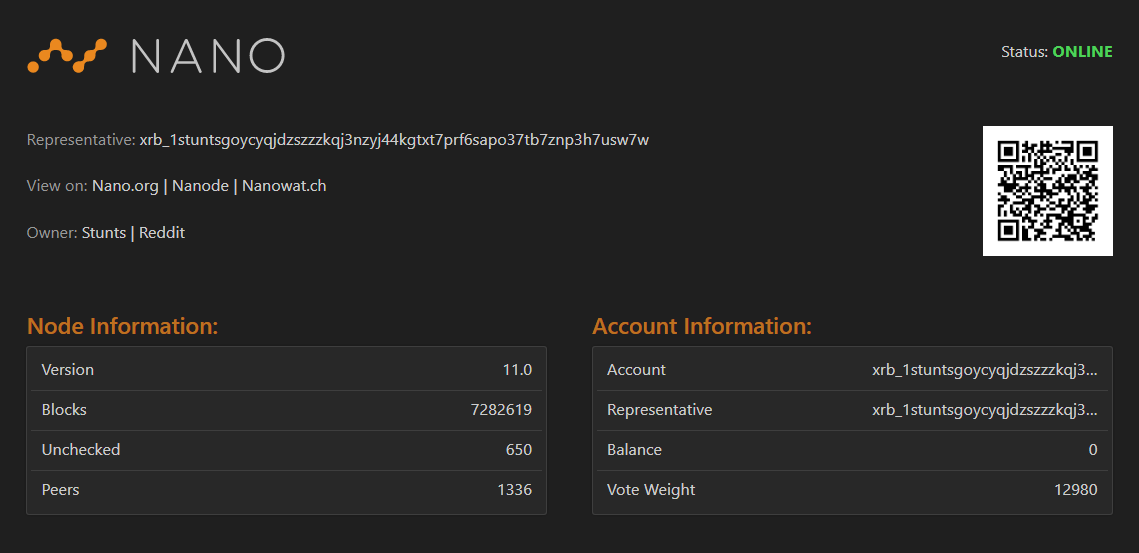 NANO
Status: ONLINE
Representative: xrb_1stuntsgoycyqjdzszzzkqj3nzyj44kgtxt7prf6sapo37tb7znp3h7usw7w
View on: Nano.org | Nanode | Nanowat.ch
Owner: Stunts | Reddit
Node Information:
Version 11.0
Blocks 7282619
Unchecked 650
Peers 1336
Account Information:
Account xrb_1stuntsgoycyqjdzszzzkqj3...
Representative xrb_1stuntsgoycyqjdzszzzkqj3...
Balance 0
Vote Weight 12980